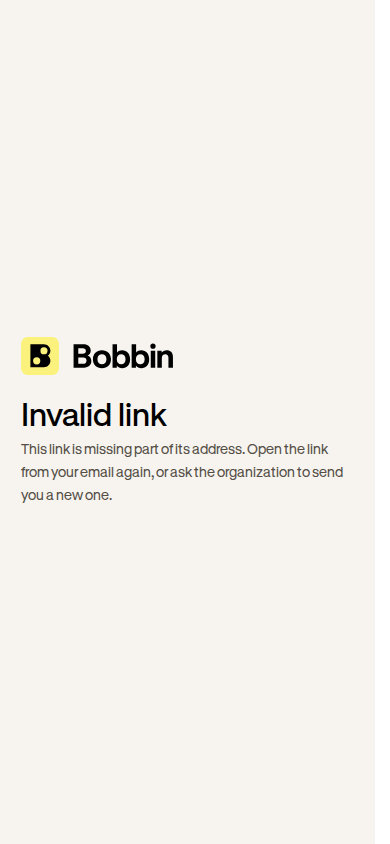 B Bobbin
Invalid link
This link is missing part of its address. Open the link
from your email again, or ask the organization to send
you a new one.